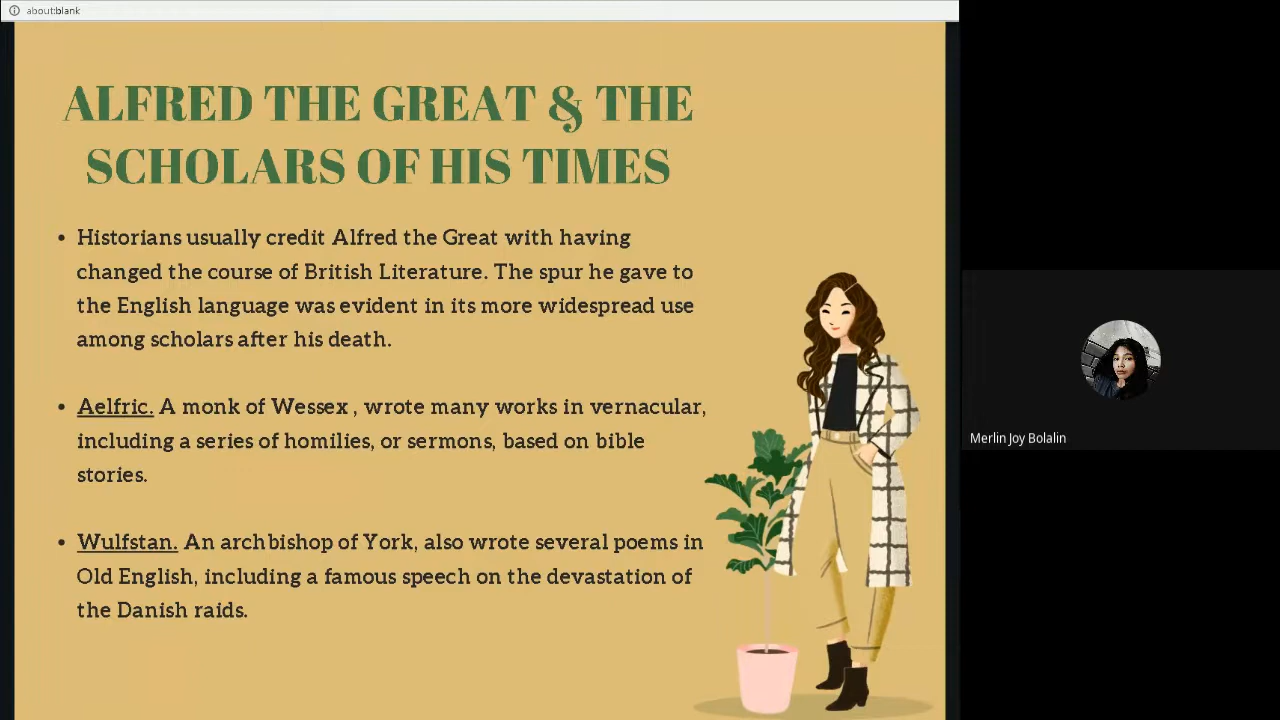 about:blank
ALFRED THE GREAT & THE
SCHOLARS OF HIS TIMES
• Historians usually credit Alfred the Great with having
changed the course of British Literature. The spur he gave to
the English language was evident in its more widespread use
among scholars after his death.
• Aelfric. A monk of Wessex , wrote many works in vernacular,
including a series of homilies, or sermons, based on bible
stories.
• Wulfstan. An archbishop of York, also wrote several poems in
Old English, including a famous speech on the devastation of
the Danish raids.
Merlin Joy Bolalin